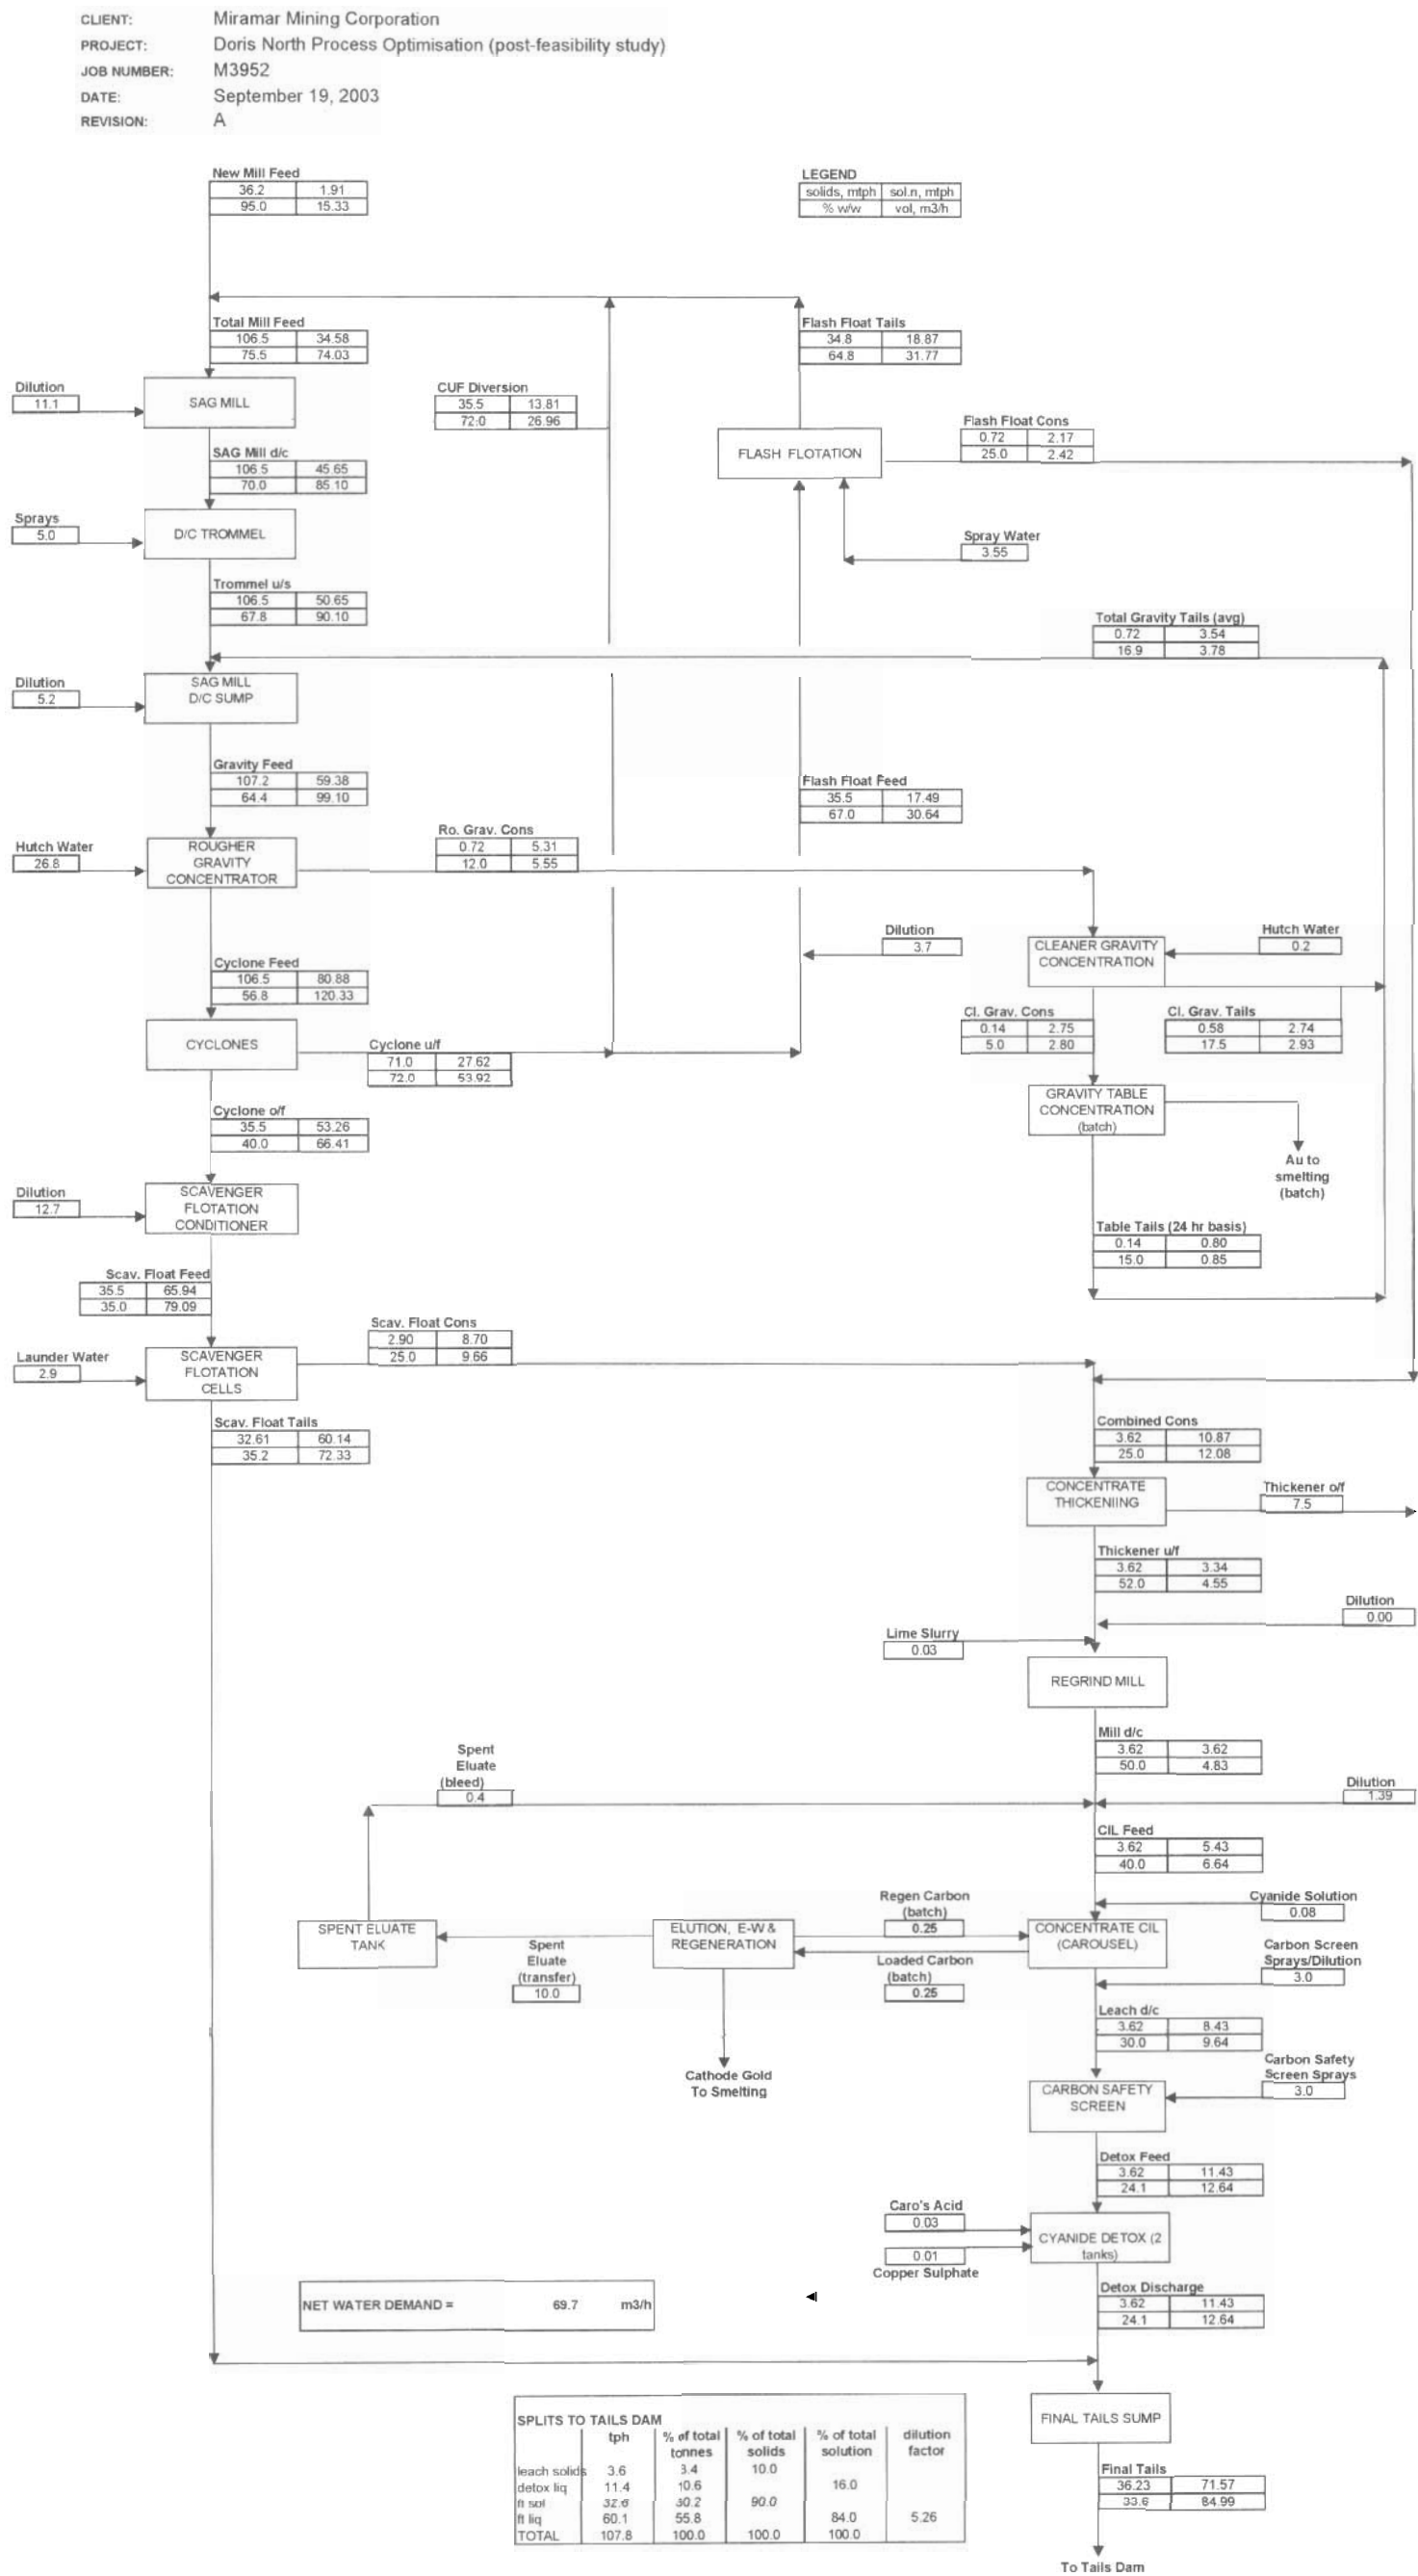 CLIENT: Miramar Mining Corporation
PROJECT: Doris North Process Optimisation (post-feasibility study)
JOB NUMBER: M3952
DATE: September 19, 2003
REVISION: A
New Mill Feed
36.2 1.91
95.0 15.33
LEGEND
solids, mtph sol.n, mtph
% w/w vol, m3/h
Total Mill Feed
106.5 34.58
75.5 74.03
Flash Float Tails
34.8 18.87
64.8 31.77
Dilution
11.1
SAG MILL
CUF Diversion
35.5 13.81
72.0 26.96
Flash Float Cons
0.72 2.17
25.0 2.42
FLASH FLOTATION
SAG Mill d/c
106.5 45.65
70.0 85.10
Sprays
5.0
D/C TROMMEL
Spray Water
3.55
Trommel u/s
106.5 50.65
67.8 90.10
Total Gravity Tails (avg)
0.72 3.54
16.9 3.78
Dilution
5.2
SAG MILL
D/C SUMP
Gravity Feed
107.2 59.38
64.4 99.10
Flash Float Feed
35.5 17.49
67.0 30.64
Hutch Water
26.8
ROUGHER
GRAVITY
CONCENTRATOR
Ro. Grav. Cons
0.72 5.31
12.0 5.55
Dilution
3.7
CLEANER GRAVITY
CONCENTRATION
Hutch Water
0.2
Cyclone Feed
106.5 80.88
56.8 120.33
Cl. Grav. Cons
0.14 2.75
5.0 2.80
Cl. Grav. Tails
0.58 2.74
17.5 2.93
CYCLONES
Cyclone u/f
71.0 27.62
72.0 53.92
GRAVITY TABLE
CONCENTRATION
(batch)
Cyclone o/f
35.5 53.26
40.0 66.41
Au to
smelting
(batch)
Dilution
12.7
SCAVENGER
FLOTATION
CONDITIONER
Table Tails (24 hr basis)
0.14 0.80
15.0 0.85
Scav. Float Feed
35.5 65.94
35.0 79.09
Launder Water
2.9
SCAVENGER
FLOTATION
CELLS
Scav. Float Cons
2.90 8.70
25.0 9.66
Scav. Float Tails
32.61 60.14
35.2 72.33
Combined Cons
3.62 10.87
25.0 12.08
CONCENTRATE
THICKENIING
Thickener o/f
7.5
Thickener u/f
3.62 3.34
52.0 4.55
Dilution
0.00
Lime Slurry
0.03
REGRIND MILL
Mill d/c
3.62 3.62
50.0 4.83
Spent
Eluate
(bleed)
0.4
Dilution
1.39
CIL Feed
3.62 5.43
40.0 6.64
Cyanide Solution
0.08
SPENT ELUATE
TANK
Spent
Eluate
(transfer)
10.0
ELUTION, E-W &
REGENERATION
Regen Carbon
(batch)
0.25
Loaded Carbon
(batch)
0.25
CONCENTRATE CIL
(CAROUSEL)
Carbon Screen
Sprays/Dilution
3.0
Leach d/c
3.62 8.43
30.0 9.64
Cathode Gold
To Smelting
Carbon Safety
Screen Sprays
3.0
CARBON SAFETY
SCREEN
Detox Feed
3.62 11.43
24.1 12.64
Caro's Acid
0.03
0.01
Copper Sulphate
CYANIDE DETOX (2
tanks)
Detox Discharge
3.62 11.43
24.1 12.64
NET WATER DEMAND = 69.7 m3/h
FINAL TAILS SUMP
SPLITS TO TAILS DAM
tph % of total tonnes % of total solids % of total solution dilution factor
leach solids 3.6 3.4 10.0
detox liq 11.4 10.6 16.0
ft sol 32.6 30.2 90.0
ft liq 60.1 55.8 84.0 5.26
TOTAL 107.8 100.0 100.0 100.0
Final Tails
36.23 71.57
33.6 84.99
To Tails Dam